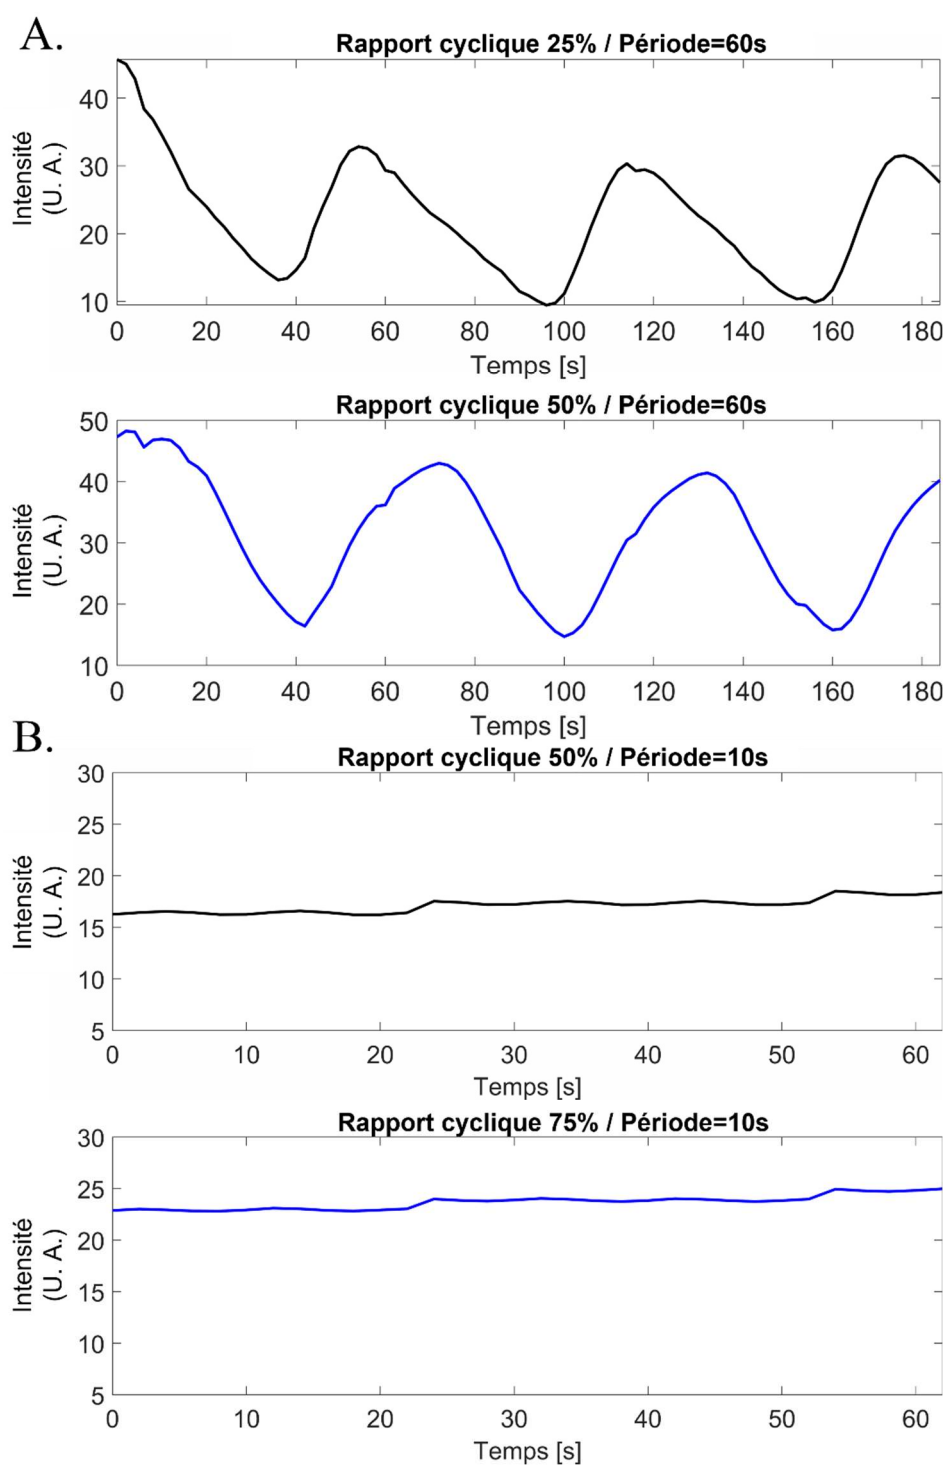 A.
Rapport cyclique 25% / Période=60s
Intensité
(U. A.)
40
30
20
10
0 20 40 60 80 100 120 140 160 180
Temps [s]
Rapport cyclique 50% / Période=60s
Intensité
(U. A.)
50
40
30
20
10
0 20 40 60 80 100 120 140 160 180
Temps [s]
B.
Rapport cyclique 50% / Période=10s
Intensité
(U. A.)
30
25
20
15
10
5
0 10 20 30 40 50 60
Temps [s]
Rapport cyclique 75% / Période=10s
Intensité
(U. A.)
30
25
20
15
10
5
0 10 20 30 40 50 60
Temps [s]